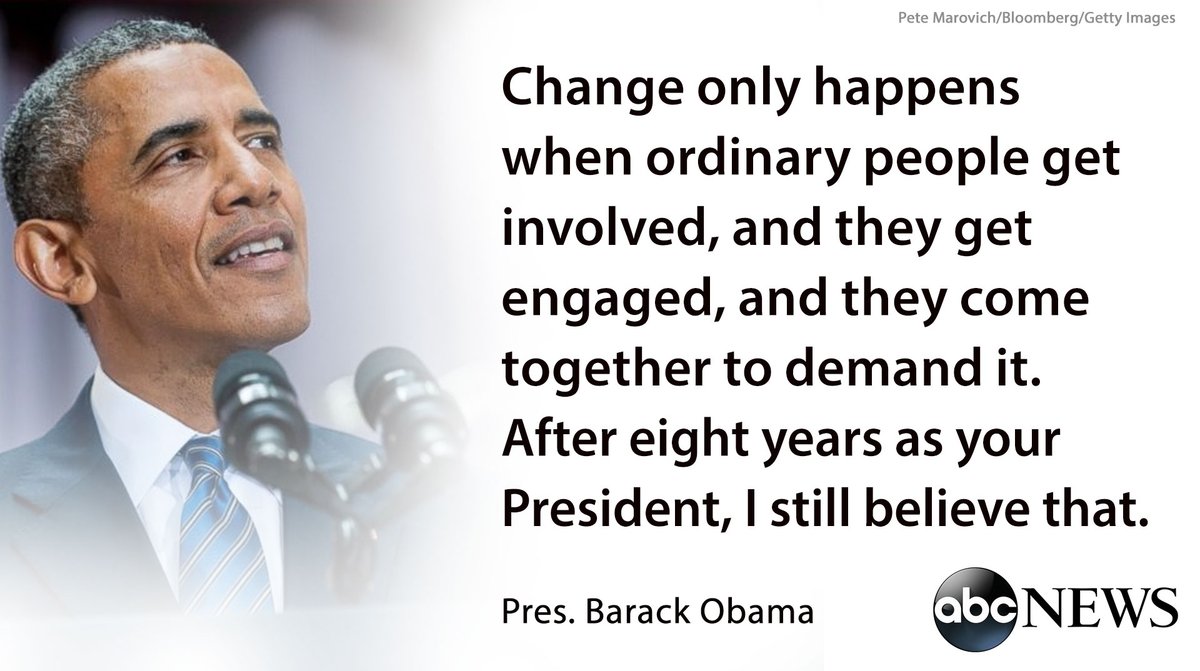 Pete Marovich/Bloomberg/Getty Images
Change only happens
when ordinary people get
involved, and they get
engaged, and they come
together to demand it.
After eight years as your
President, I still believe that.
Pres. Barack Obama
abc NEWS